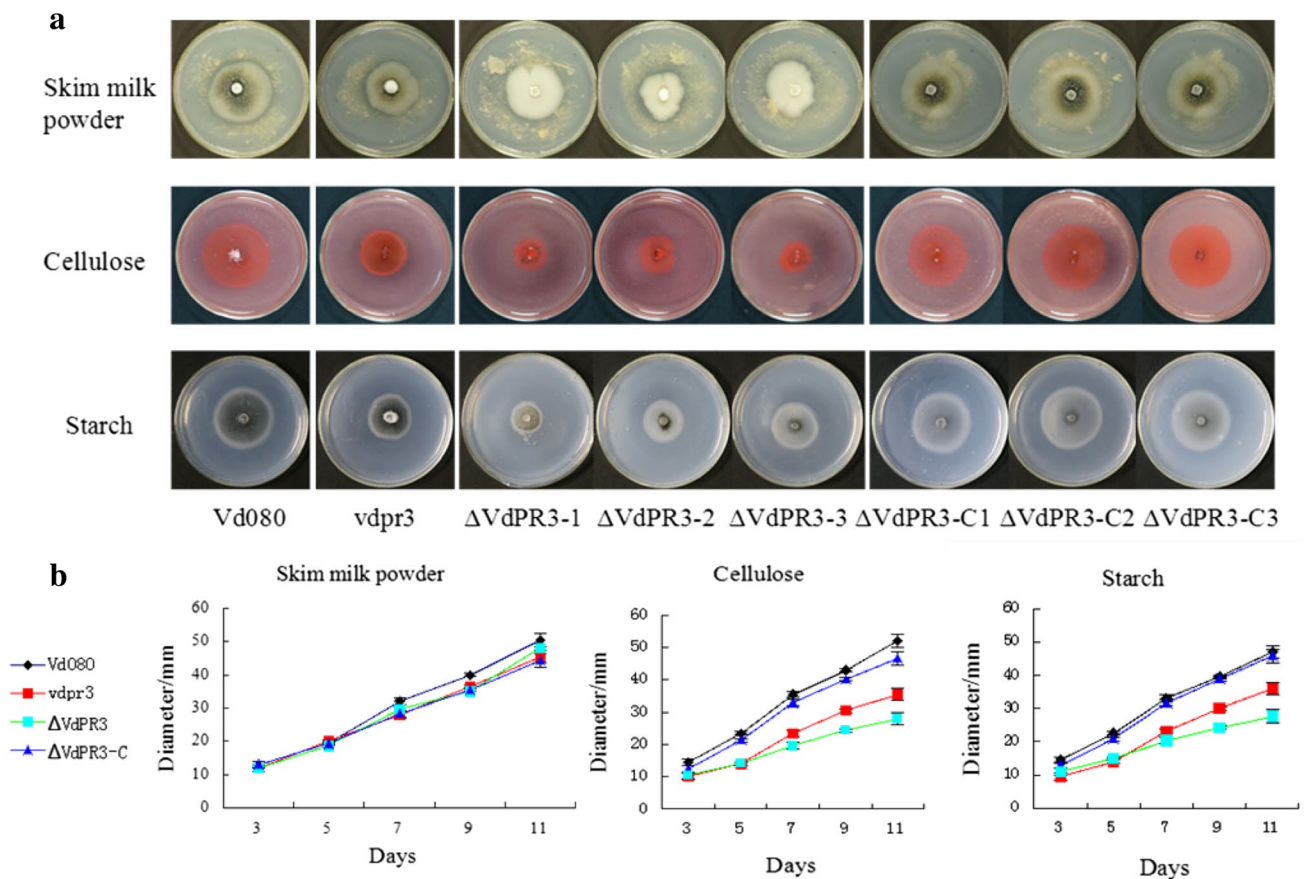 a
Skim milk
powder
Cellulose
Starch
Vd080 vdpr3 ΔVdPR3-1 ΔVdPR3-2 ΔVdPR3-3 ΔVdPR3-C1 ΔVdPR3-C2 ΔVdPR3-C3
b
Skim milk powder
Cellulose
Starch
Vd080
vdpr3
ΔVdPR3
ΔVdPR3-C
Diameter/mm
60
50
40
30
20
10
0
3 5 7 9 11
Days
Diameter/mm
60
50
40
30
20
10
0
3 5 7 9 11
Days
Diameter/mm
60
50
40
30
20
10
0
3 5 7 9 11
Days